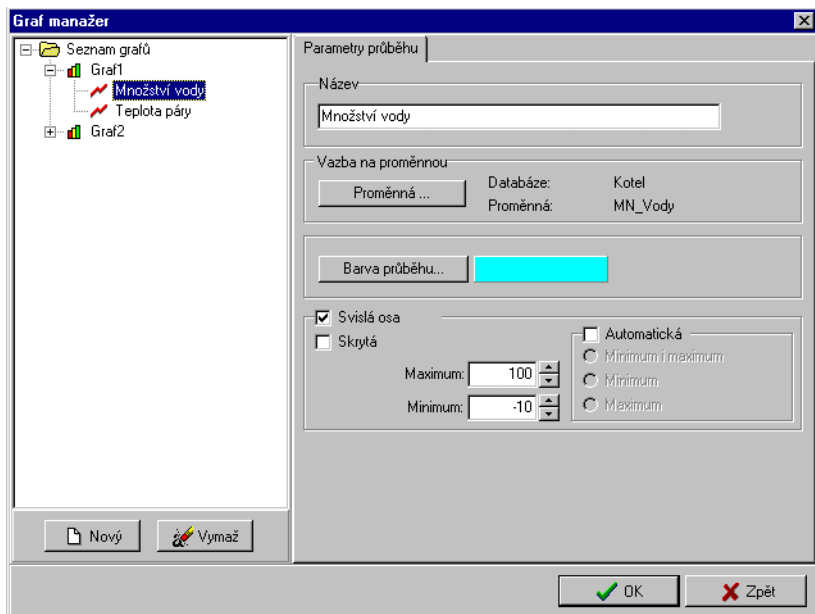 Graf manažer
Seznam grafů
Graf1
Množství vody
Teplota páry
Graf2
Nový
Vymaž
Parametry průběhu
Název
Množství vody
Vazba na proměnnou
Proměnná ...
Databáze: Kotel
Proměnná: MN_Vody
Barva průběhu...
Svislá osa
Skrytá
Maximum: 100
Minimum: -10
Automatická
Minimum i maximum
Minimum
Maximum
OK
Zpět